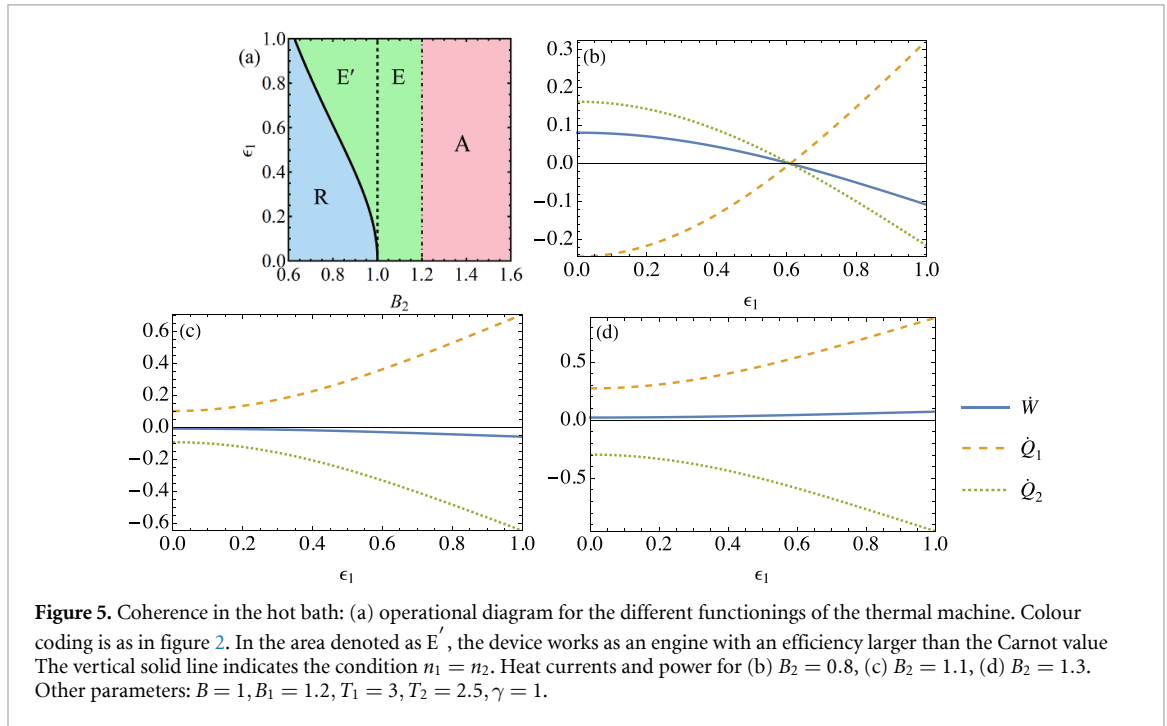 (a)
1.0
0.8
0.6
0.4
0.2
0.0
ϵ₁
R
E′
E
A
0.6 0.8 1.0 1.2 1.4 1.6
B₂
(b)
0.3
0.2
0.1
0.0
−0.1
−0.2
0.0 0.2 0.4 0.6 0.8 1.0
ϵ₁
(c)
0.6
0.4
0.2
0.0
−0.2
−0.4
−0.6
0.0 0.2 0.4 0.6 0.8 1.0
ϵ₁
(d)
0.5
0.0
−0.5
0.0 0.2 0.4 0.6 0.8 1.0
ϵ₁
Ẇ
Q̇₁
Q̇₂
Figure 5. Coherence in the hot bath: (a) operational diagram for the different functionings of the thermal machine. Colour
coding is as in figure 2. In the area denoted as E′, the device works as an engine with an efficiency larger than the Carnot value
The vertical solid line indicates the condition n₁ = n₂. Heat currents and power for (b) B₂ = 0.8, (c) B₂ = 1.1, (d) B₂ = 1.3.
Other parameters: B = 1, B₁ = 1.2, T₁ = 3, T₂ = 2.5, γ = 1.